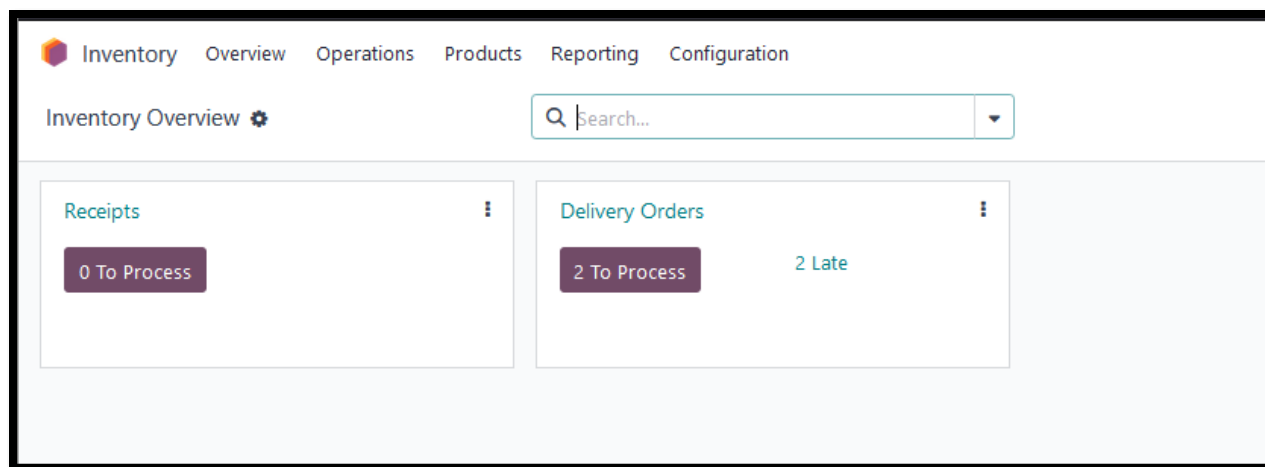 Inventory Overview Operations Products Reporting Configuration
Inventory Overview Search...
Receipts
0 To Process
Delivery Orders
2 To Process 2 Late